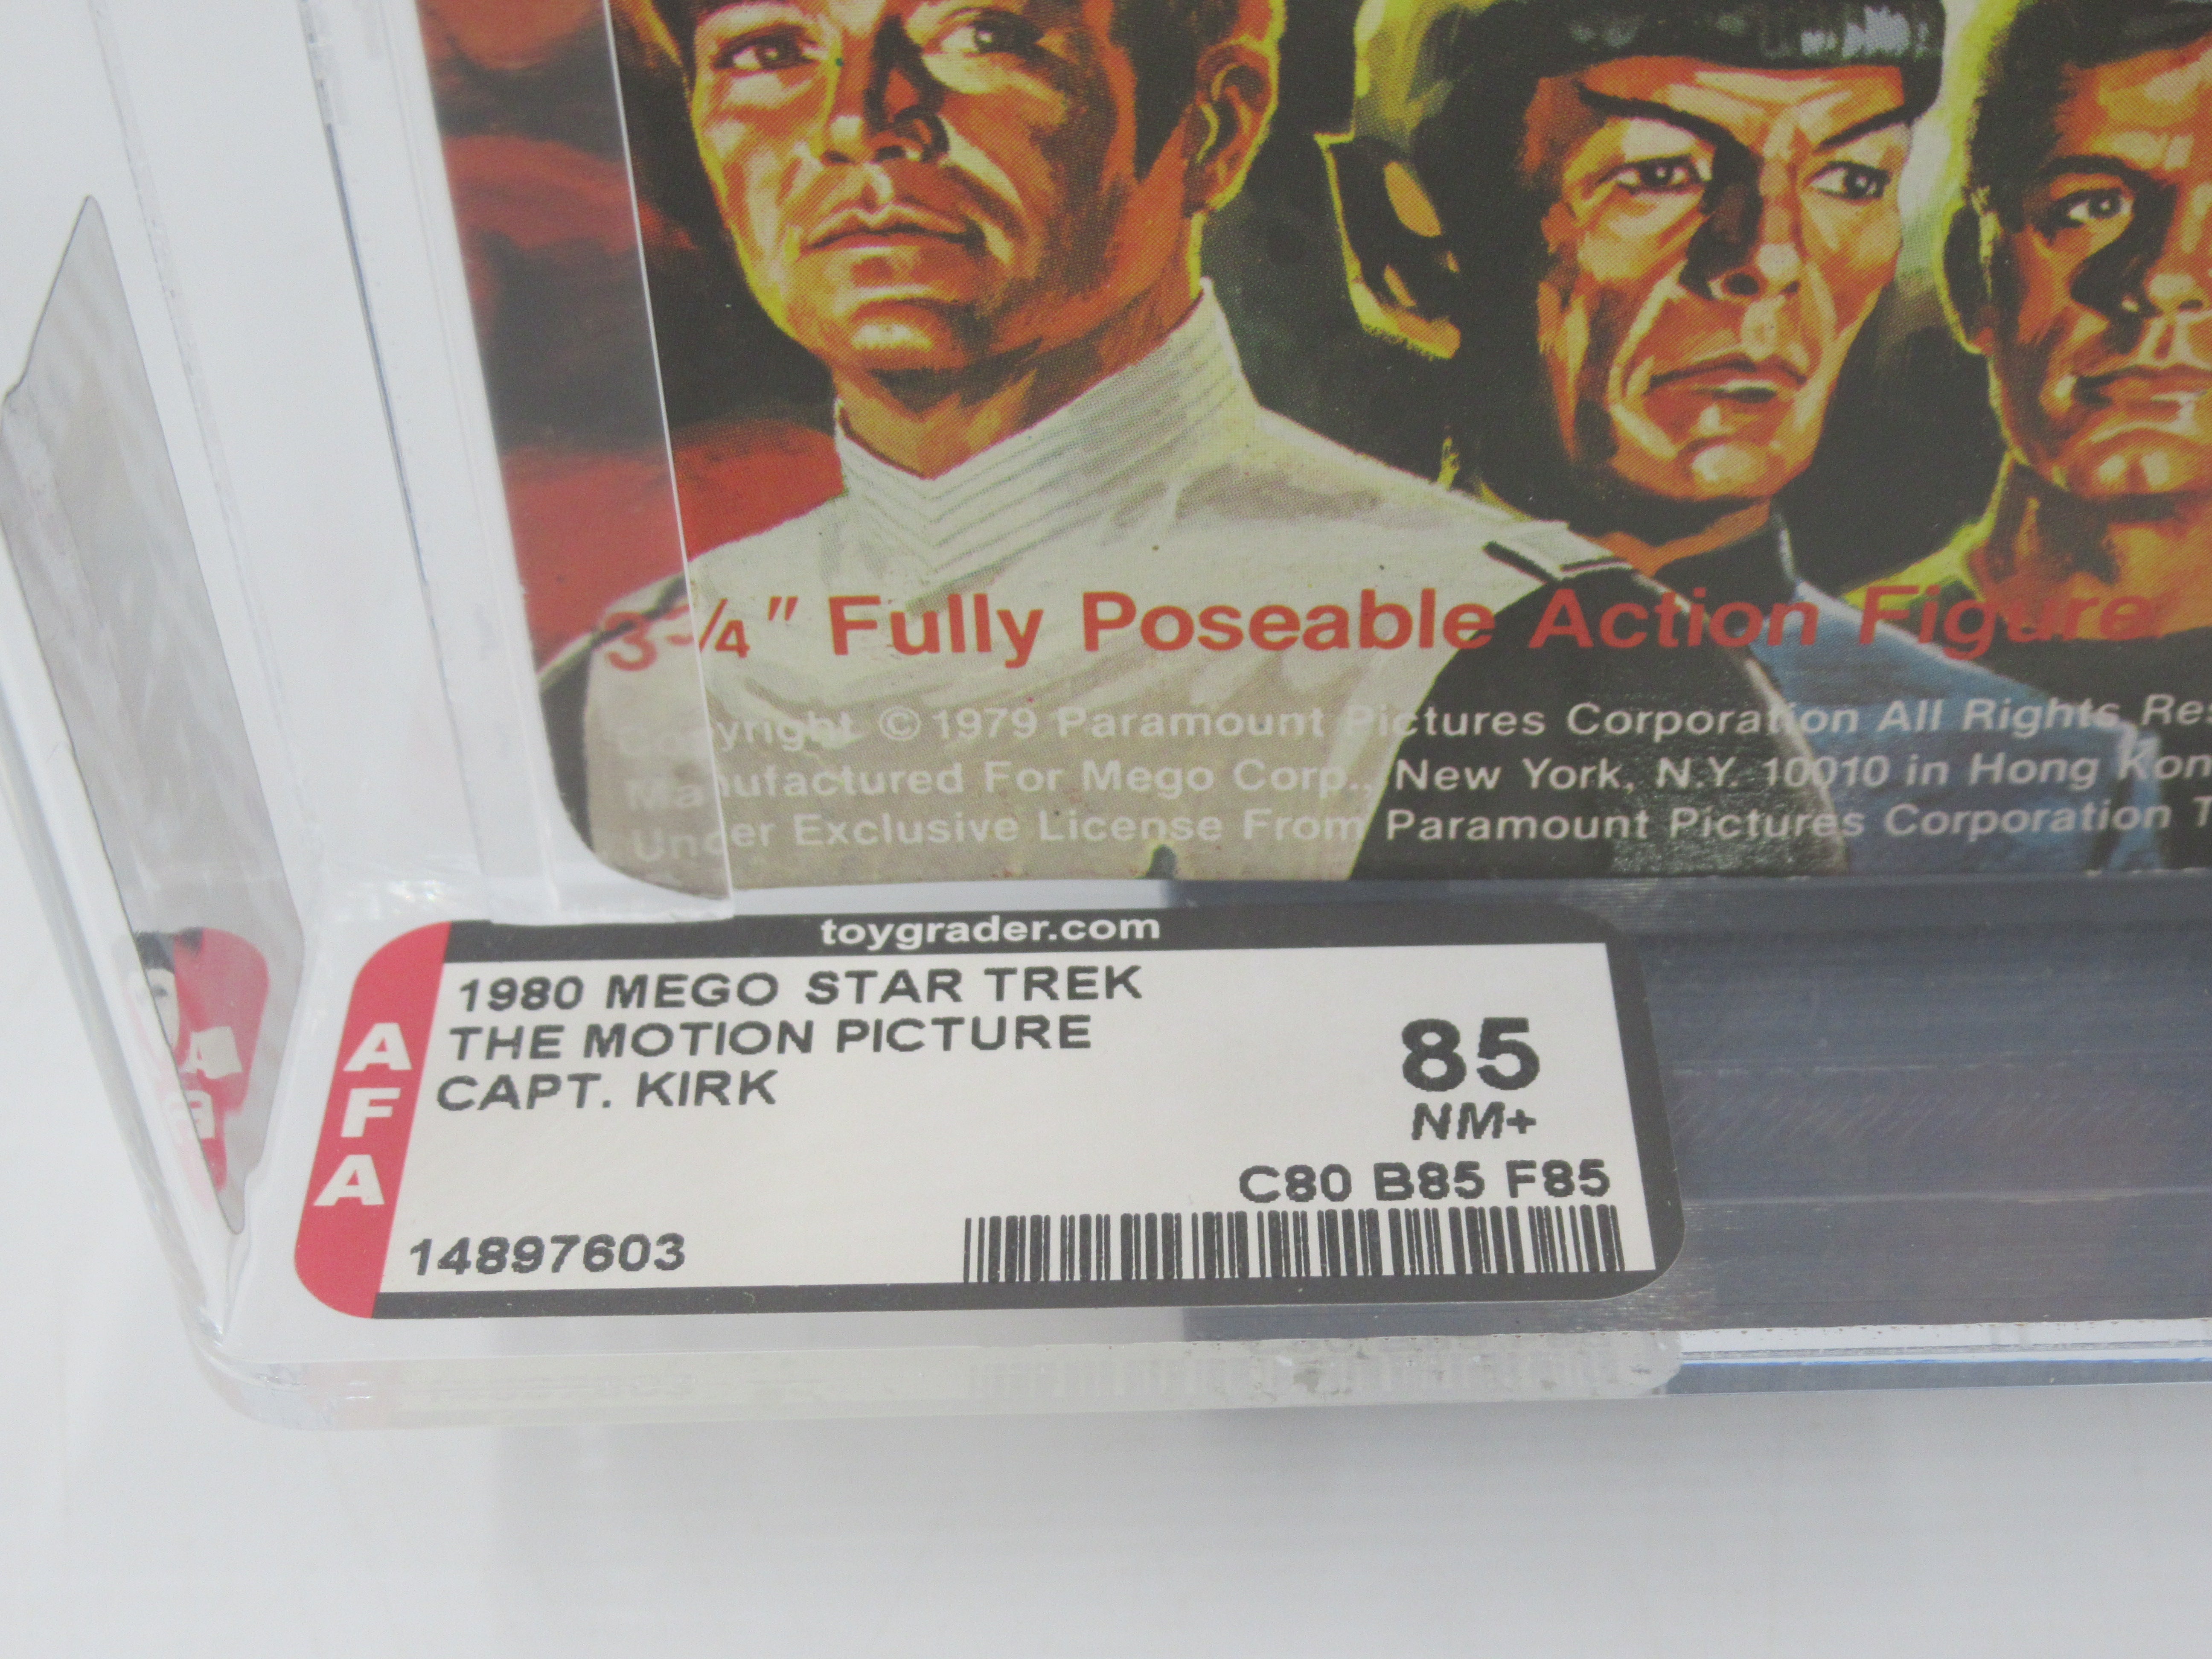 3 3/4" Fully Poseable Action Figure
Copyright © 1979 Paramount Pictures Corporation All Rights
Manufactured For Mego Corp., New York, N.Y. 10010 in Hong
Under Exclusive License From Paramount Pictures Corporation
toygrader.com
AFA
1980 MEGO STAR TREK
THE MOTION PICTURE
CAPT. KIRK
85
NM+
C80 B85 F85
14897603